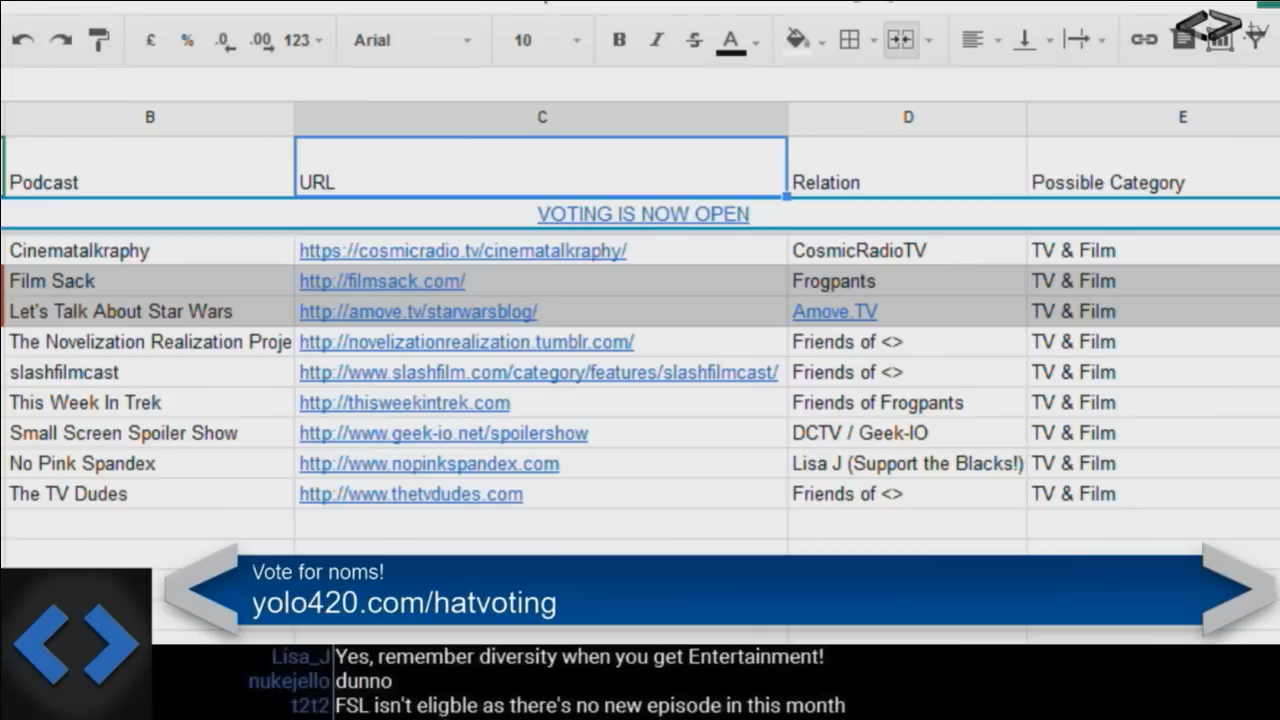 £ % .0 .00 123 Arial 10 B I S A
B C D E
Podcast URL Relation Possible Category
VOTING IS NOW OPEN
Cinematalkraphy https://cosmicradio.tv/cinematalkraphy/ CosmicRadioTV TV & Film
Film Sack http://filmsack.com/ Frogpants TV & Film
Let's Talk About Star Wars http://amove.tv/starwarsblog/ Amove.TV TV & Film
The Novelization Realization Proje http://novelizationrealization.tumblr.com/ Friends of <> TV & Film
slashfilmcast http://www.slashfilm.com/category/features/slashfilmcast/ Friends of <> TV & Film
This Week In Trek http://thisweekintrek.com Friends of Frogpants TV & Film
Small Screen Spoiler Show http://www.geek-io.net/spoilershow DCTV / Geek-IO TV & Film
No Pink Spandex http://www.nopinkspandex.com Lisa J (Support the Blacks!) TV & Film
The TV Dudes http://www.thetvdudes.com Friends of <> TV & Film
Vote for noms!
yolo420.com/hatvoting
Lisa_J Yes, remember diversity when you get Entertainment!
nukejello dunno
t2t2 FSL isn't eligble as there's no new episode in this month